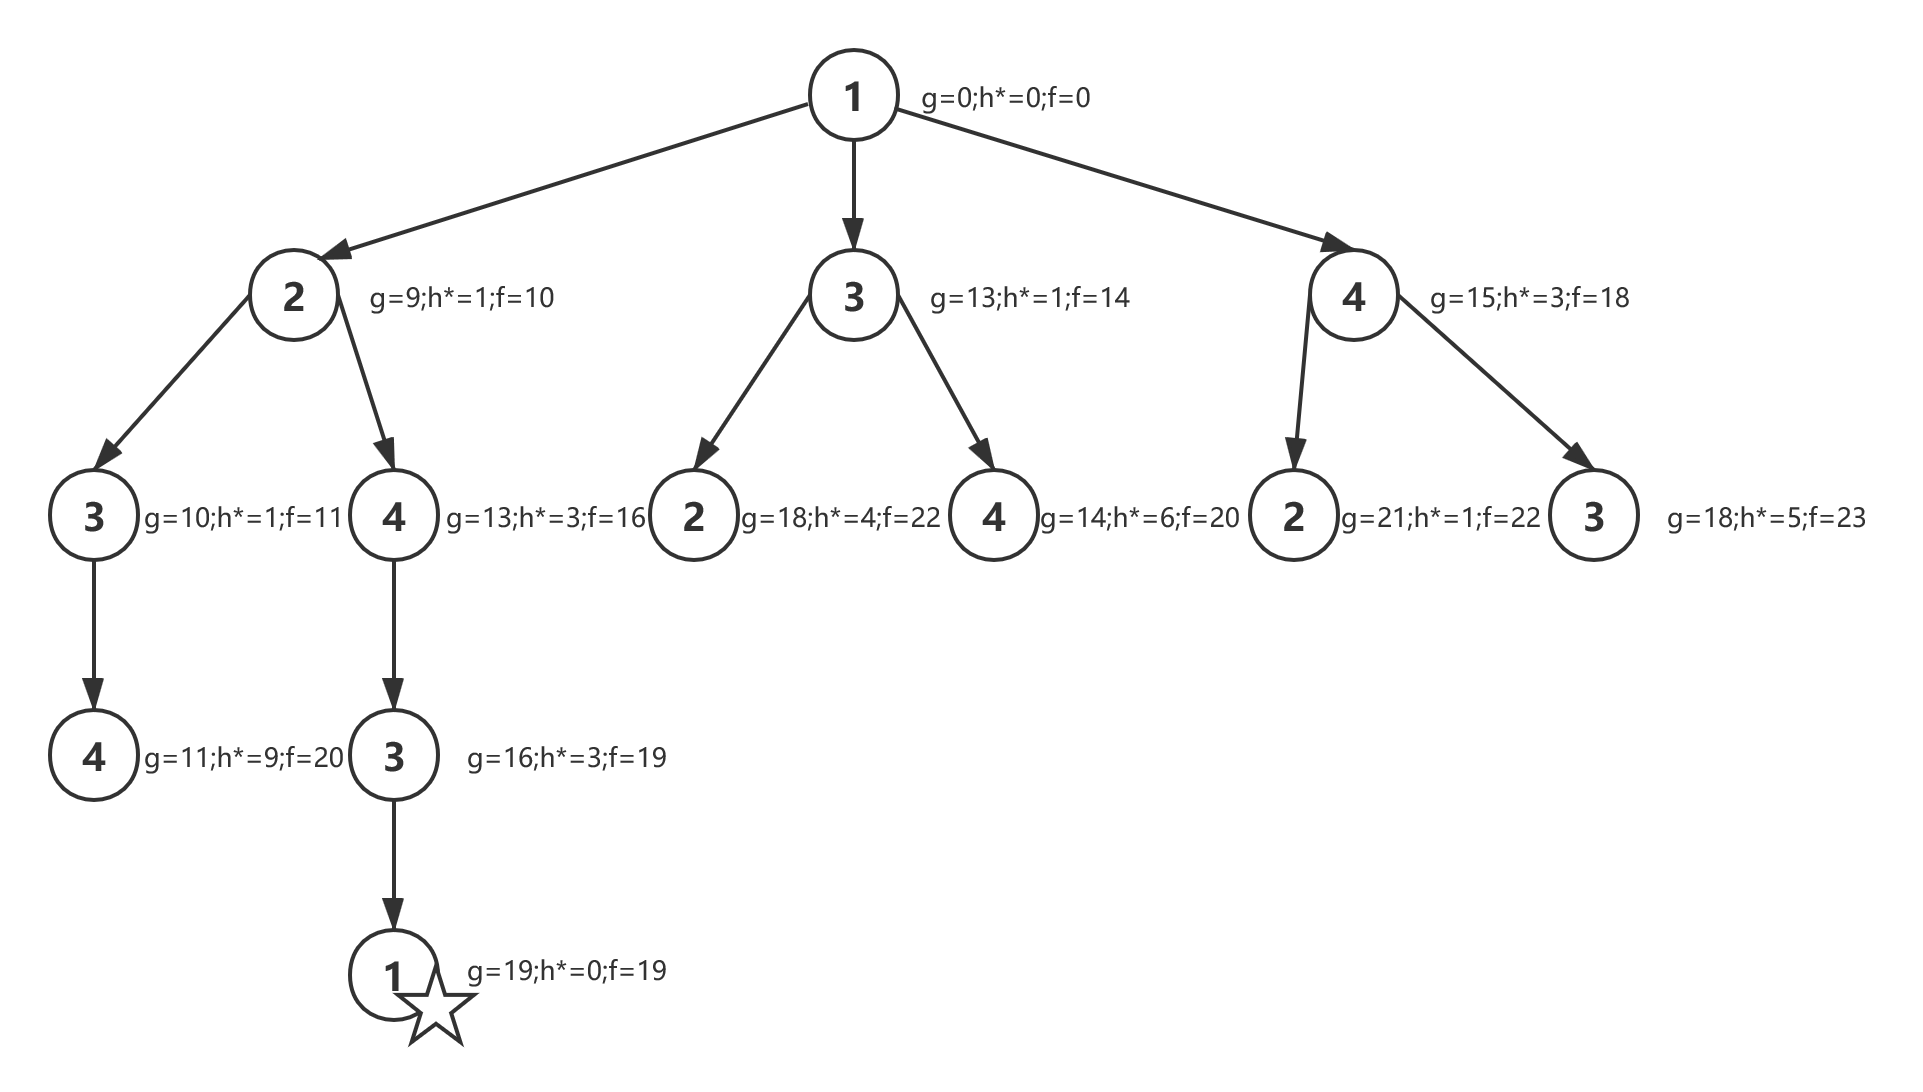 1 g=0;h*=0;f=0
2 g=9;h*=1;f=10 3 g=13;h*=1;f=14 4 g=15;h*=3;f=18
3 g=10;h*=1;f=11 4 g=13;h*=3;f=16 2 g=18;h*=4;f=22 4 g=14;h*=6;f=20 2 g=21;h*=1;f=22 3 g=18;h*=5;f=23
4 g=11;h*=9;f=20 3 g=16;h*=3;f=19
1 g=19;h*=0;f=19